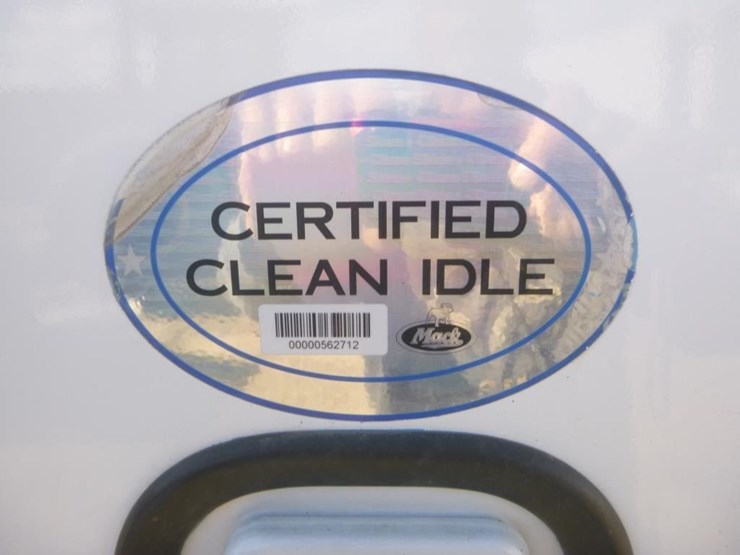 CERTIFIED
CLEAN IDLE
00000562712
Mack